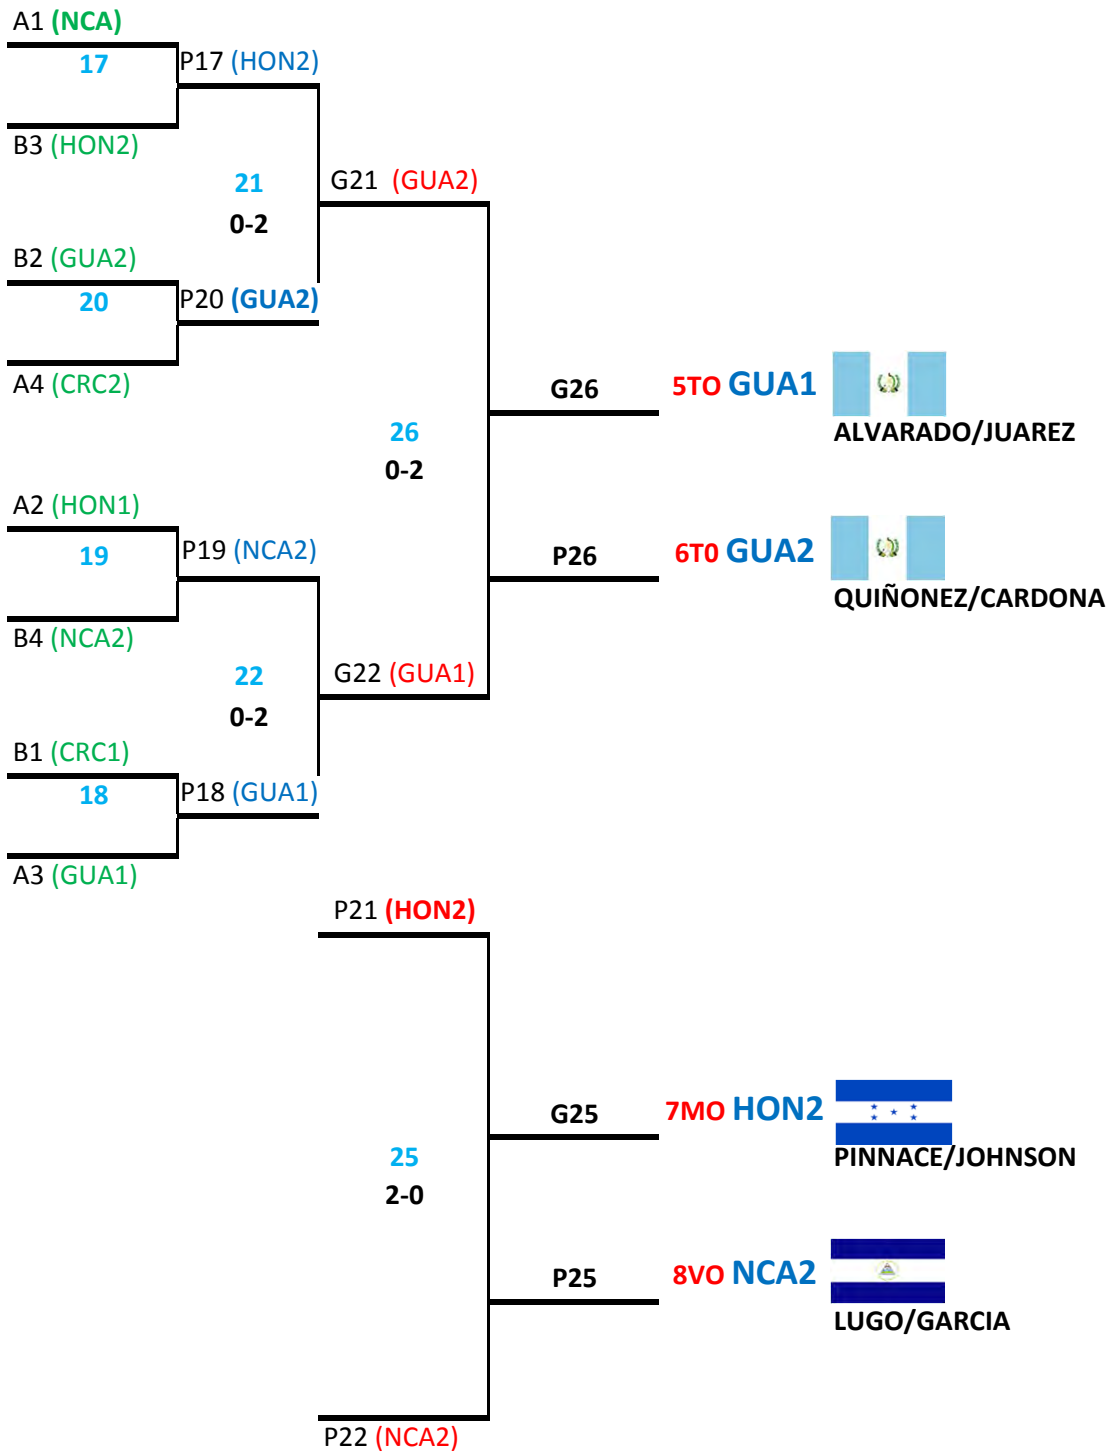 A1 (NCA)
17
P17 (HON2)
B3 (HON2)
21
0-2
G21 (GUA2)
B2 (GUA2)
20
P20 (GUA2)
A4 (CRC2)
G26
5TO GUA1
ALVARADO/JUAREZ
26
0-2
A2 (HON1)
19
P19 (NCA2)
P26
6T0 GUA2
QUIÑONEZ/CARDONA
B4 (NCA2)
22
0-2
G22 (GUA1)
B1 (CRC1)
18
P18 (GUA1)
A3 (GUA1)
P21 (HON2)
G25
7MO HON2
PINNACE/JOHNSON
25
2-0
P25
8VO NCA2
LUGO/GARCIA
P22 (NCA2)